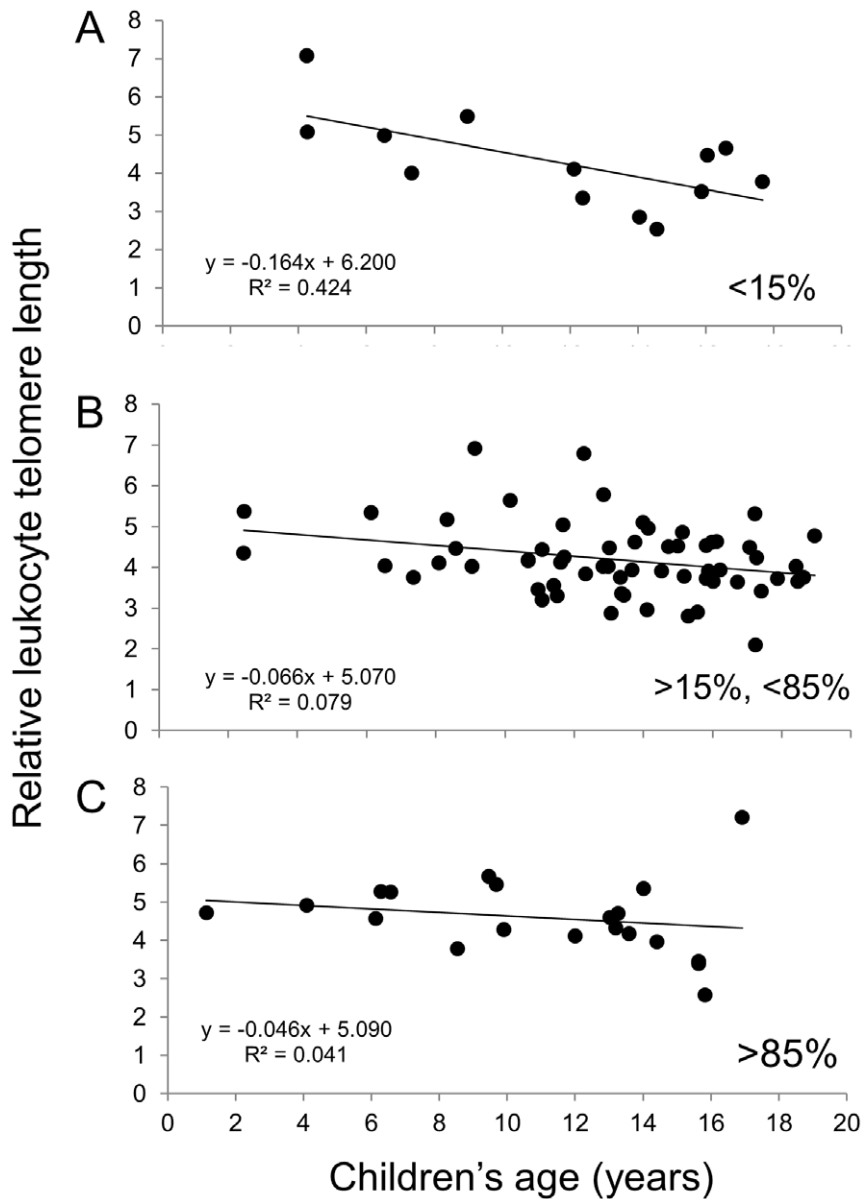 Relative leukocyte telomere length
A
8
7
6
5
4
3
2
1
0
y = -0.164x + 6.200
R² = 0.424
<15%
B
8
7
6
5
4
3
2
1
0
y = -0.066x + 5.070
R² = 0.079
>15%, <85%
C
8
7
6
5
4
3
2
1
0
y = -0.046x + 5.090
R² = 0.041
>85%
0 2 4 6 8 10 12 14 16 18 20
Children's age (years)